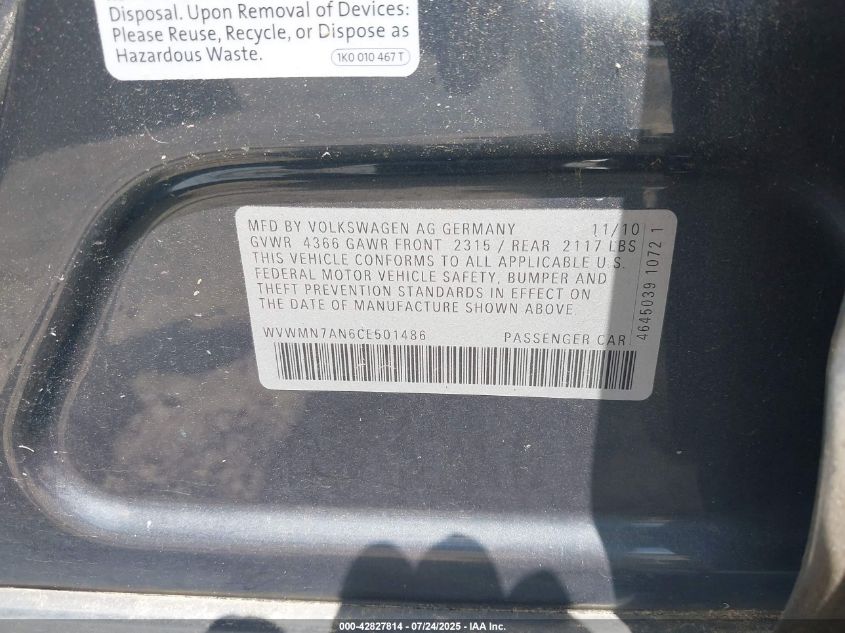 Disposal. Upon Removal of Devices:
Please Reuse, Recycle, or Dispose as
Hazardous Waste.
1K0 010 467 T
MFD BY VOLKSWAGEN AG GERMANY 11/10
GVWR 4366 GAWR FRONT 2315 / REAR 2117 LBS
THIS VEHICLE CONFORMS TO ALL APPLICABLE U.S.
FEDERAL MOTOR VEHICLE SAFETY, BUMPER AND
THEFT PREVENTION STANDARDS IN EFFECT ON
THE DATE OF MANUFACTURE SHOWN ABOVE.
WVWMN7AN6CE501486 PASSENGER CAR
4645039 1072 1
000-42827814 - 07/24/2025 - IAA Inc.